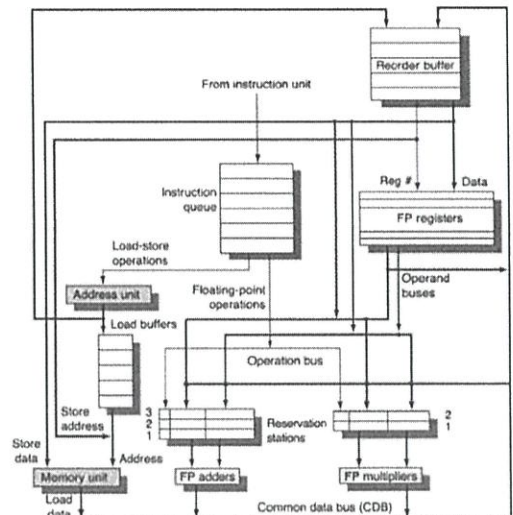 Reorder buffer
From instruction unit
Reg #
Data
Instruction
queue
FP registers
Load-store
operations
Operand
buses
Floating-point
operations
Address unit
Load buffers
Operation bus
3
2
1
Reservation
stations
2
1
Store
address
Store
data
Address
Memory unit
FP adders
FP multipliers
Load
data
Common data bus (CDB)